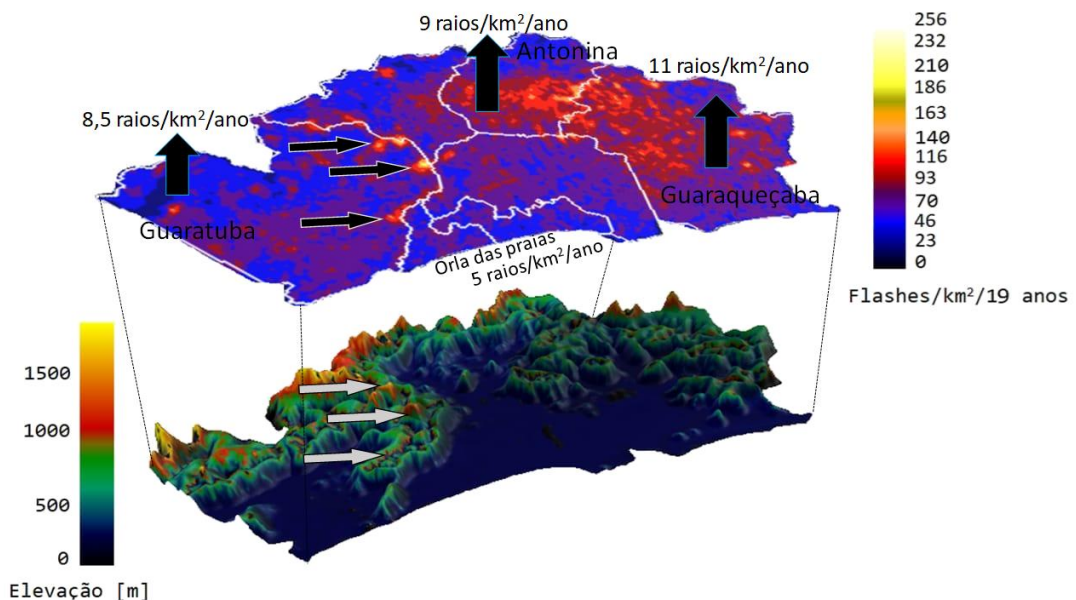 9 raios/km²/ano
Antonina
11 raios/km²/ano
8,5 raios/km²/ano
Guaraqueçaba
Guaratuba
Orla das praias
5 raios/km²/ano
256
232
210
186
163
140
116
93
70
46
23
0
Flashes/km²/19 anos
1500
1000
500
0
Elevação [m]